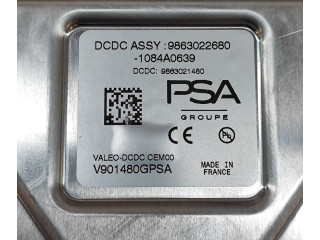 DCDC ASSY : 9863022680
-1084A0639
DCDC: 9863021480
PSA
GROUPE
CE
Pb
VALEO-DCDC CEM00
V901480GPSA
MADE IN
FRANCE